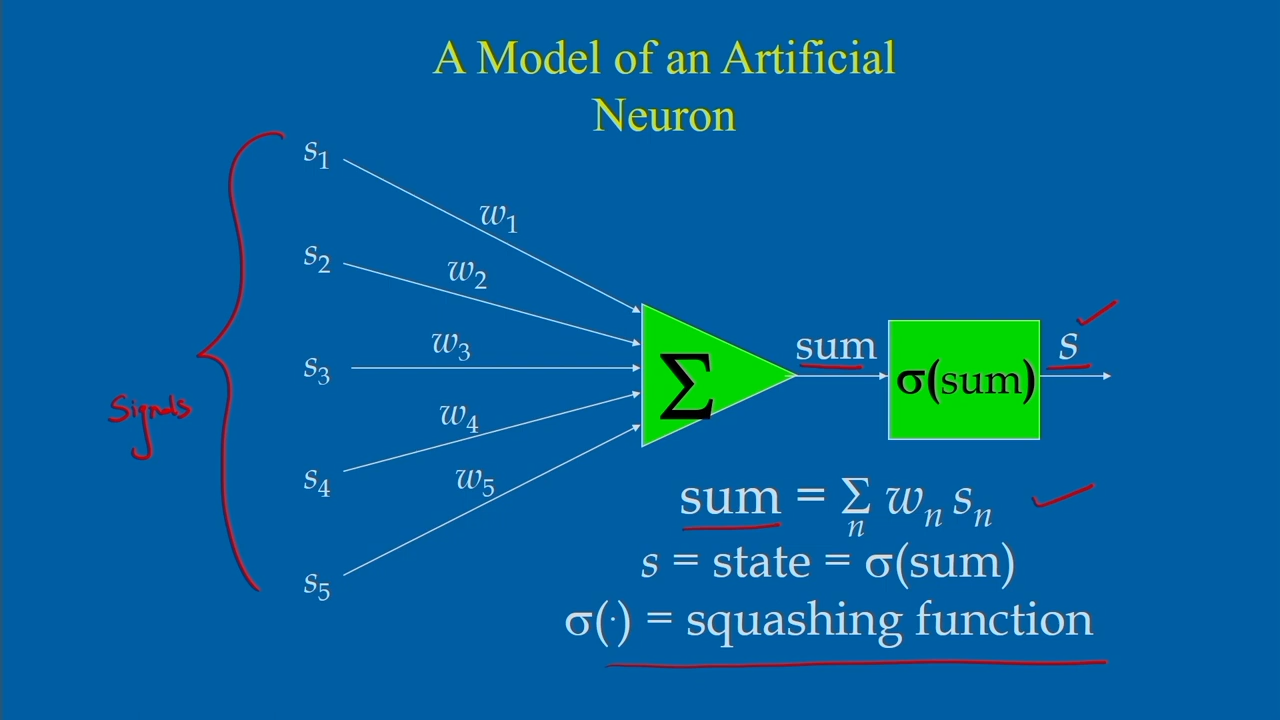 A Model of an Artificial
Neuron
s₁
w₁
s₂
w₂
w₃
s₃
w₄
s₄
w₅
s₅
Signals
Σ
sum
σ(sum)
s
sum = Σ wₙ sₙ
n
s = state = σ(sum)
σ(·) = squashing function